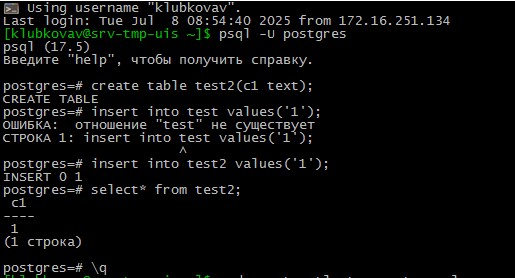 Using username "klubkovav".
Last login: Tue Jul  8 08:54:40 2025 from 172.16.251.134
[klubkovav@srv-tmp-uis ~]$ psql -U postgres
psql (17.5)
Введите "help", чтобы получить справку.

postgres=# create table test2(c1 text);
CREATE TABLE
postgres=# insert into test values('1');
ОШИБКА:  отношение "test" не существует
СТРОКА 1: insert into test values('1');
                      ^
postgres=# insert into test2 values('1');
INSERT 0 1
postgres=# select* from test2;
 c1
----
 1
(1 строка)

postgres=# \q